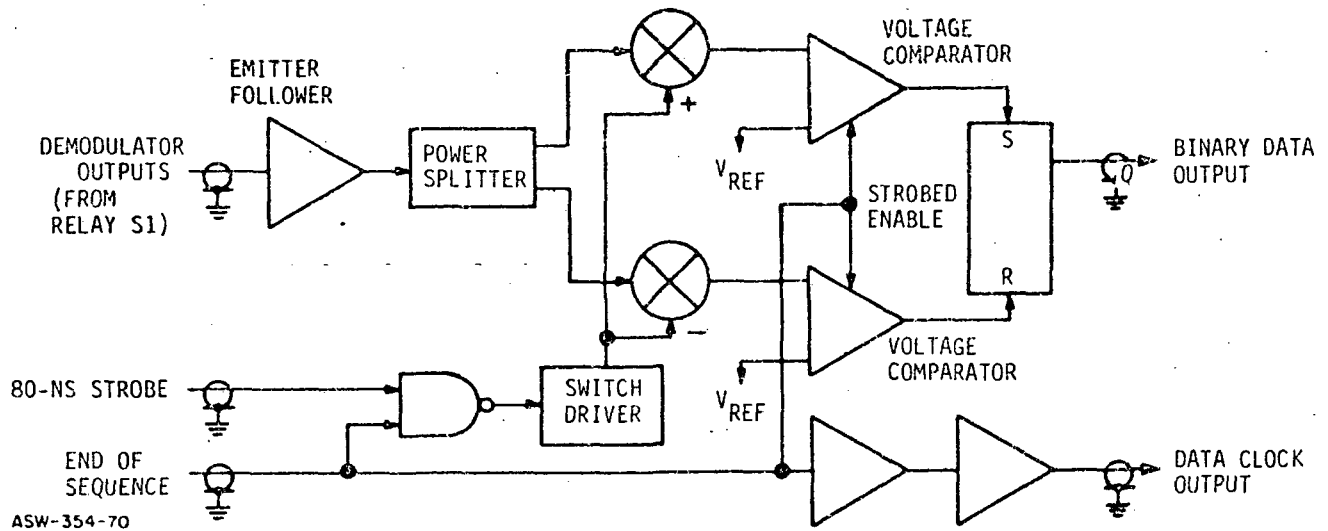 VOLTAGE
COMPARATOR
EMITTER
FOLLOWER
+
DEMODULATOR
OUTPUTS
(FROM
RELAY S1)
POWER
SPLITTER
V REF
S
Q
BINARY DATA
OUTPUT
STROBED
ENABLE
R
-
VOLTAGE
COMPARATOR
80-NS STROBE
SWITCH
DRIVER
V REF
END OF
SEQUENCE
DATA CLOCK
OUTPUT
ASW-354-70